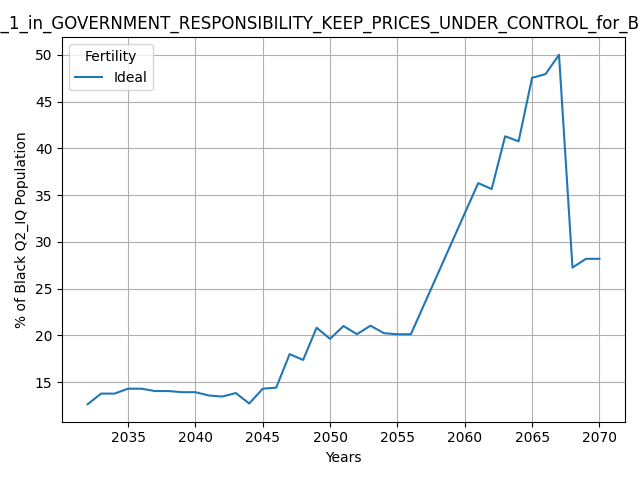 _1_in_GOVERNMENT_RESPONSIBILITY_KEEP_PRICES_UNDER_CONTROL_for_B
Fertility
Ideal
50
45
40
35
30
25
20
15
% of Black Q2_IQ Population
2035 2040 2045 2050 2055 2060 2065 2070
Years